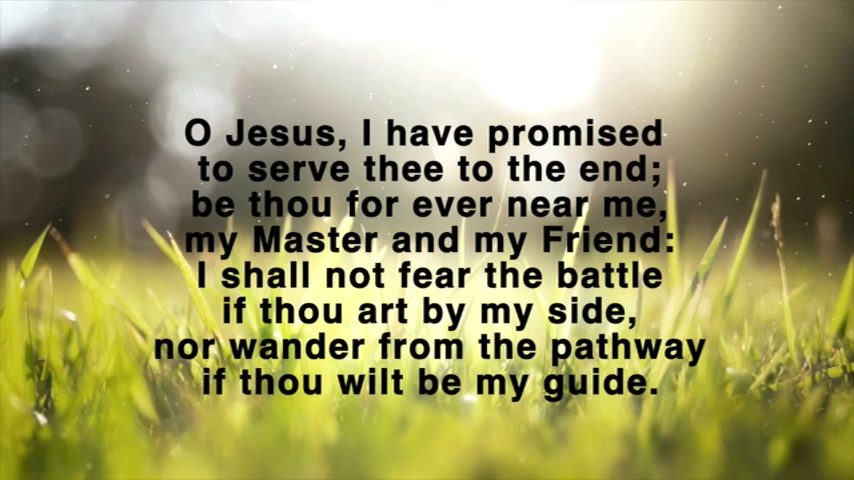 O Jesus, I have promised
to serve thee to the end;
be thou for ever near me,
my Master and my Friend:
I shall not fear the battle
if thou art by my side,
nor wander from the pathway
if thou wilt be my guide.